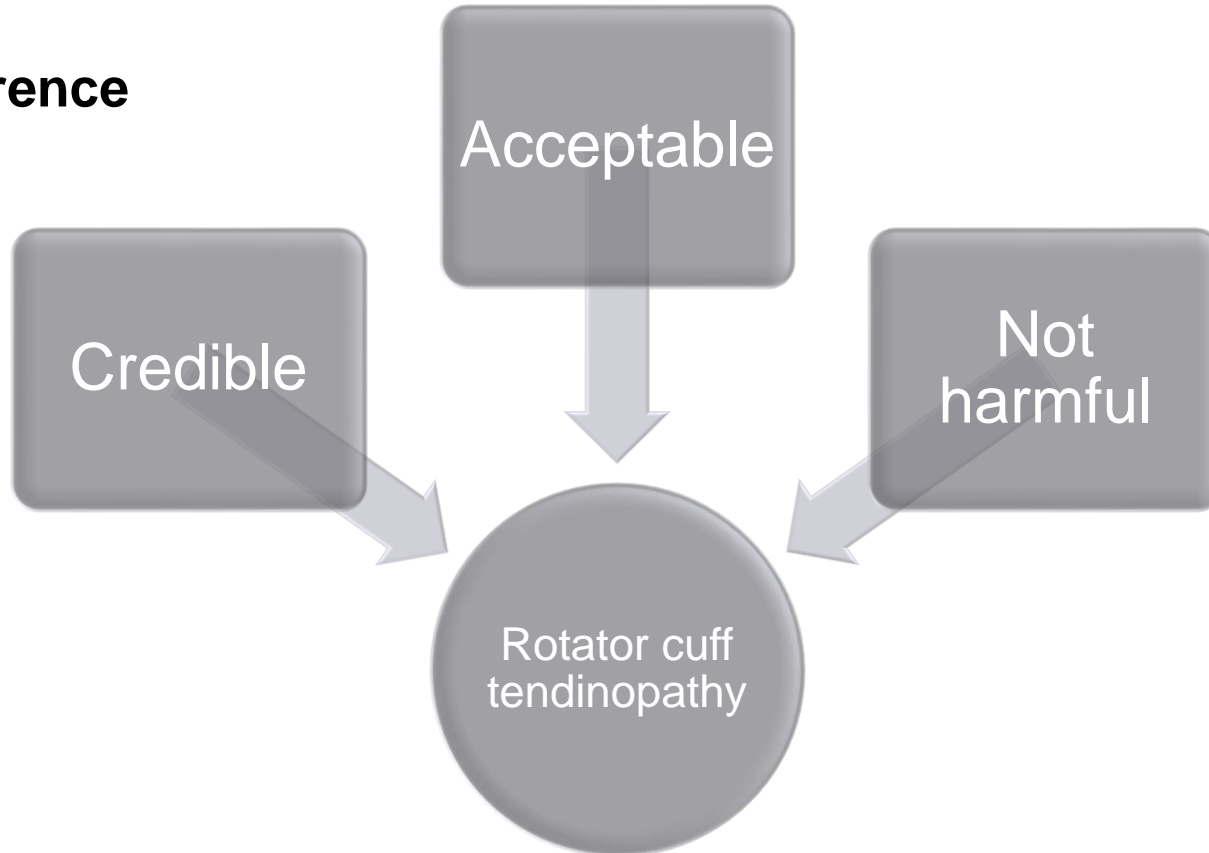 rence
Acceptable
Credible
Not
harmful
Rotator cuff
tendinopathy